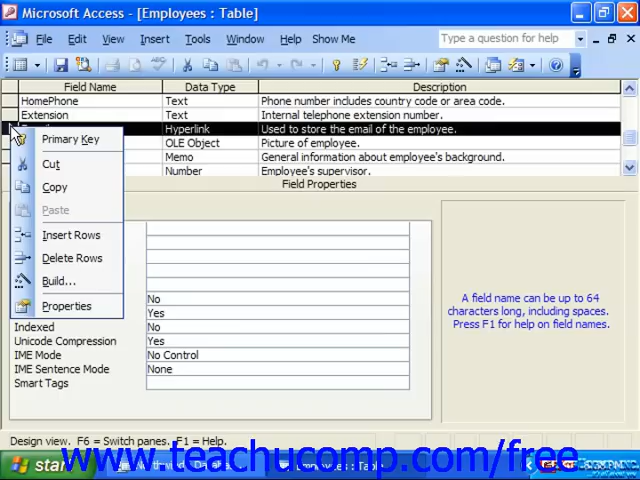 Microsoft Access - [Employees : Table]
File Edit View Insert Tools Window Help Show Me Type a question for help
Field Name Data Type Description
HomePhone Text Phone number includes country code or area code.
Extension Text Internal telephone extension number.
Hyperlink Used to store the email of the employee.
OLE Object Picture of employee.
Memo General information about employee's background.
Number Employee's supervisor.
Field Properties
Primary Key
Cut
Copy
Paste
Insert Rows
Delete Rows
Build...
Properties
No
Yes
Indexed No
Unicode Compression Yes
IME Mode No Control
IME Sentence Mode None
Smart Tags
A field name can be up to 64
characters long, including spaces.
Press F1 for help on field names.
Design view. F6 = Switch panes. F1 = Help.
www.teachucomp.com/free
start
Employees : Table